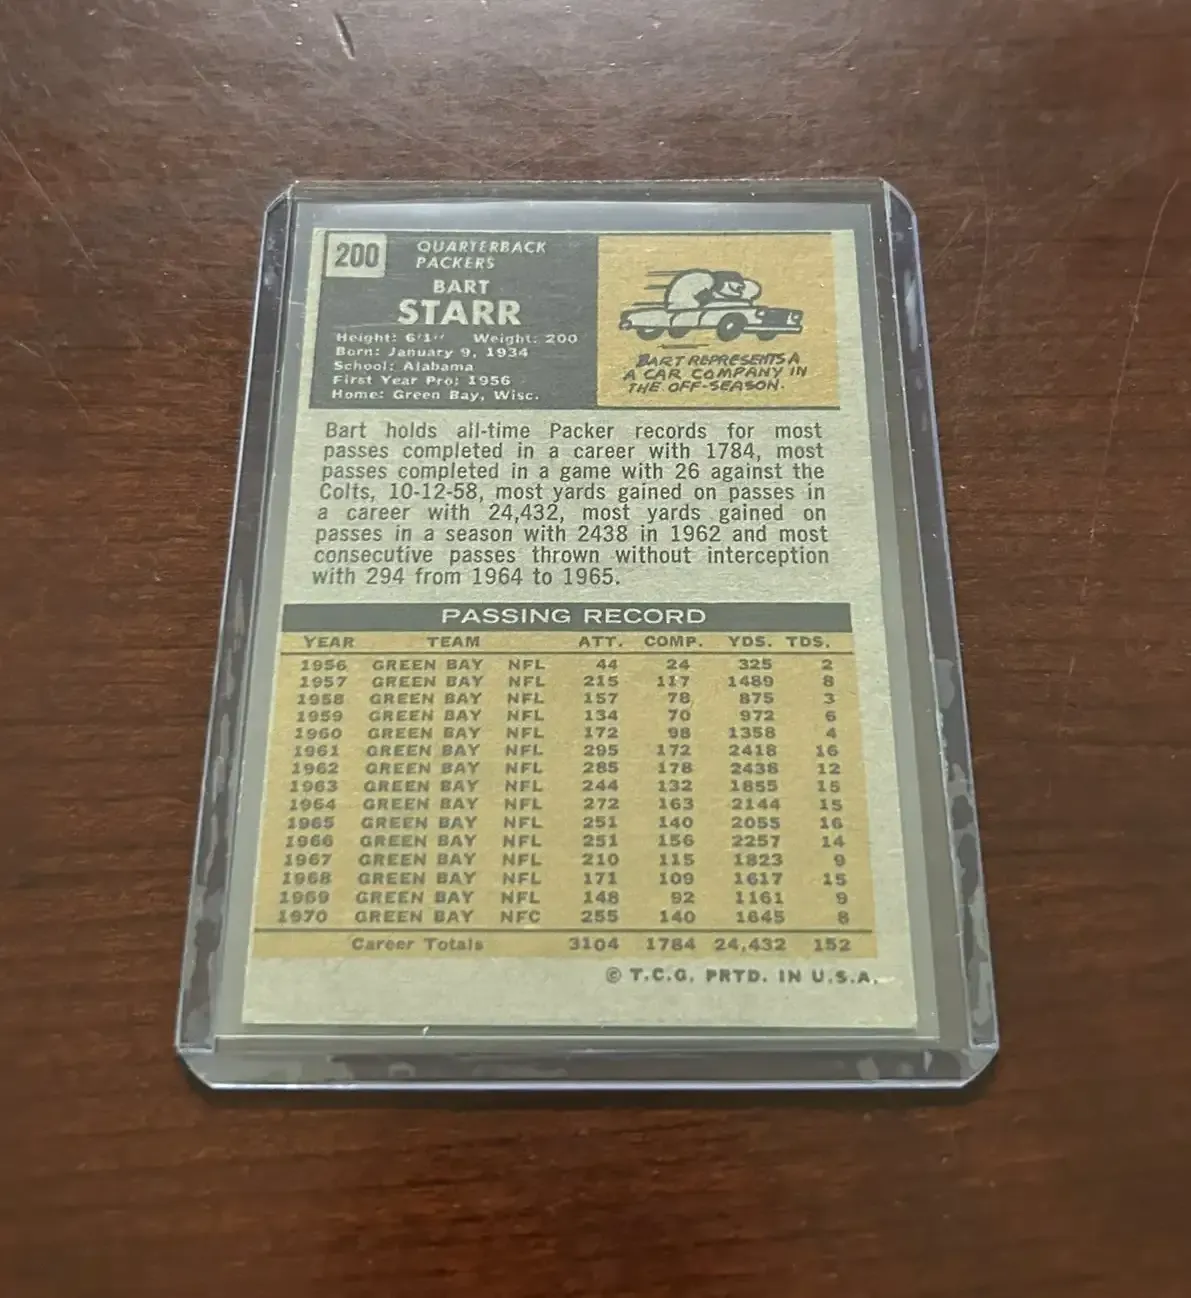 200
QUARTERBACK
PACKERS
BART
STARR
Height: 6'1" Weight: 200
Born: January 9, 1934
School: Alabama
First Year Pro: 1956
Home: Green Bay, Wisc.
BART REPRESENTS A
A CAR COMPANY IN
THE OFF-SEASON.
Bart holds all-time Packer records for most
passes completed in a career with 1784, most
passes completed in a game with 26 against the
Colts, 10-12-58, most yards gained on passes in
a career with 24,432, most yards gained on
passes in a season with 2438 in 1962 and most
consecutive passes thrown without interception
with 294 from 1964 to 1965.
PASSING RECORD
YEAR TEAM ATT. COMP. YDS. TDS.
1956 GREEN BAY NFL 44 24 325 2
1957 GREEN BAY NFL 215 117 1489 8
1958 GREEN BAY NFL 157 78 875 3
1959 GREEN BAY NFL 134 70 972 6
1960 GREEN BAY NFL 172 98 1358 4
1961 GREEN BAY NFL 295 172 2418 16
1962 GREEN BAY NFL 285 178 2438 12
1963 GREEN BAY NFL 244 132 1855 15
1964 GREEN BAY NFL 272 163 2144 15
1965 GREEN BAY NFL 251 140 2055 16
1966 GREEN BAY NFL 251 156 2257 14
1967 GREEN BAY NFL 210 115 1823 9
1968 GREEN BAY NFL 171 109 1617 15
1969 GREEN BAY NFL 148 92 1161 9
1970 GREEN BAY NFC 255 140 1645 8
Career Totals 3104 1784 24,432 152
© T.C.G. PRTD. IN U.S.A.